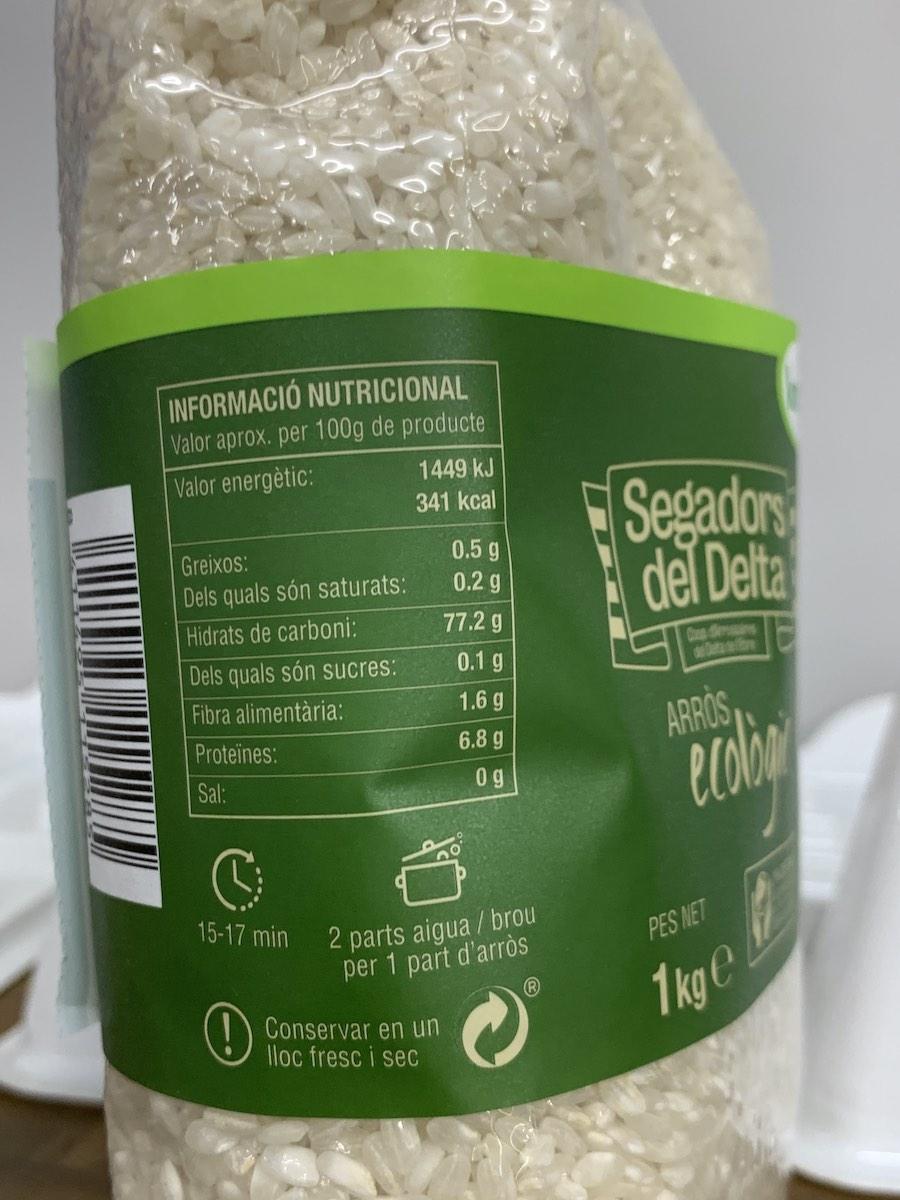 INFORMACIÓ NUTRICIONAL
Valor aprox. per 100g de producte
Valor energètic: 1449 kJ
341 kcal
Greixos: 0.5 g
Dels quals són saturats: 0.2 g
Hidrats de carboni: 77.2 g
Dels quals són sucres: 0.1 g
Fibra alimentària: 1.6 g
Proteïnes: 6.8 g
Sal: 0 g
15-17 min
2 parts aigua / brou
per 1 part d'arròs
Conservar en un
lloc fresc i sec
®
Segadors
del Delta
ARRÒS
PES NET
1 kg e